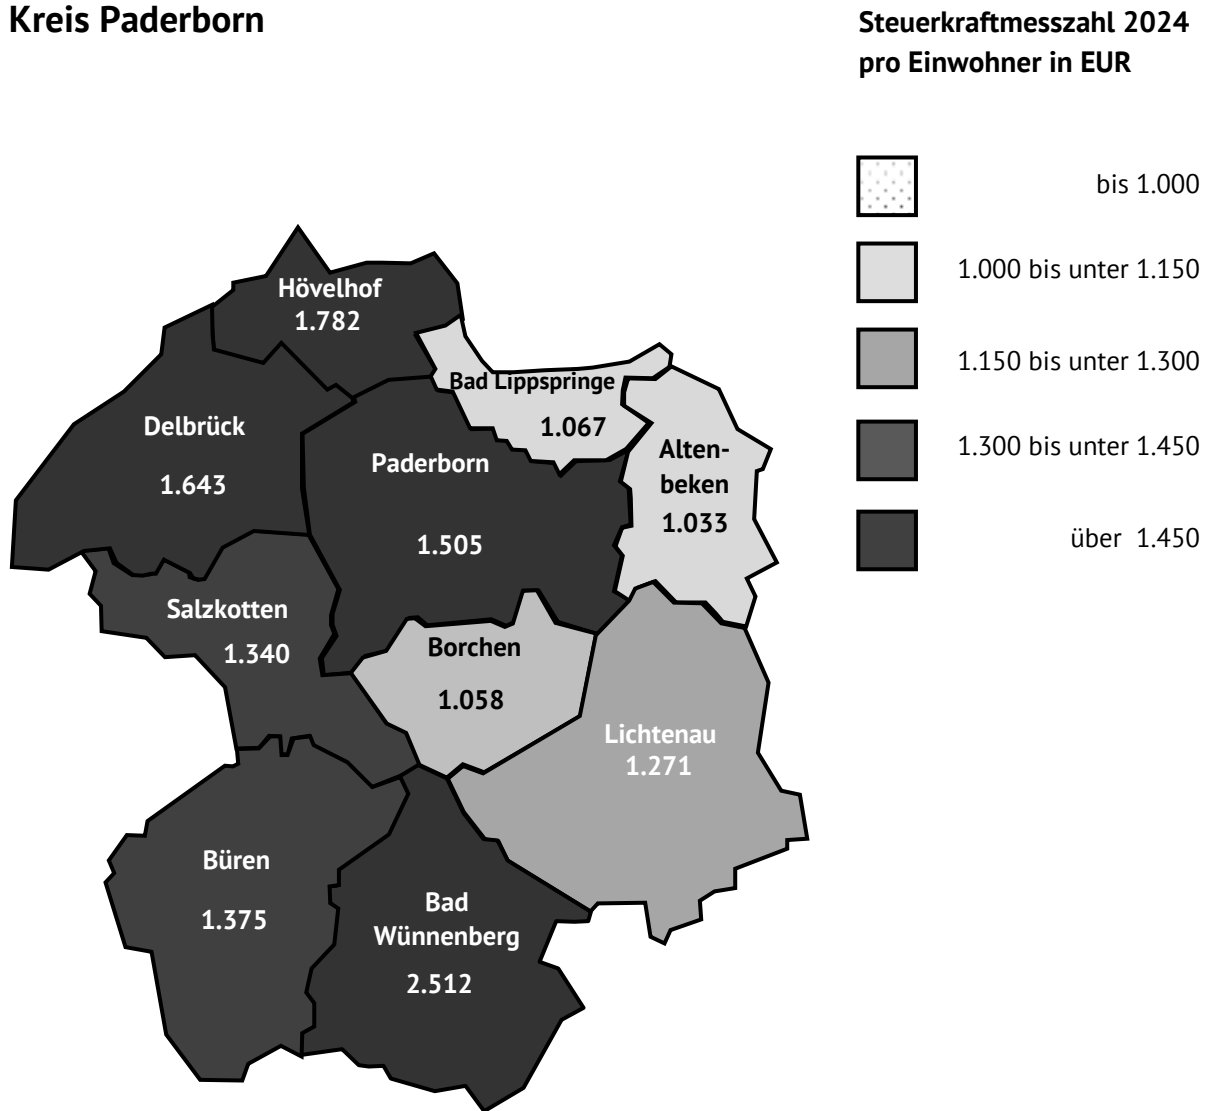 Kreis Paderborn
Steuerkraftmesszahl 2024
pro Einwohner in EUR
bis 1.000
1.000 bis unter 1.150
1.150 bis unter 1.300
1.300 bis unter 1.450
über 1.450
Hövelhof
1.782
Bad Lippspringe
1.067
Delbrück
1.643
Paderborn
1.505
Alten-
beken
1.033
Salzkotten
1.340
Borchen
1.058
Lichtenau
1.271
Büren
1.375
Bad
Wünnenberg
2.512